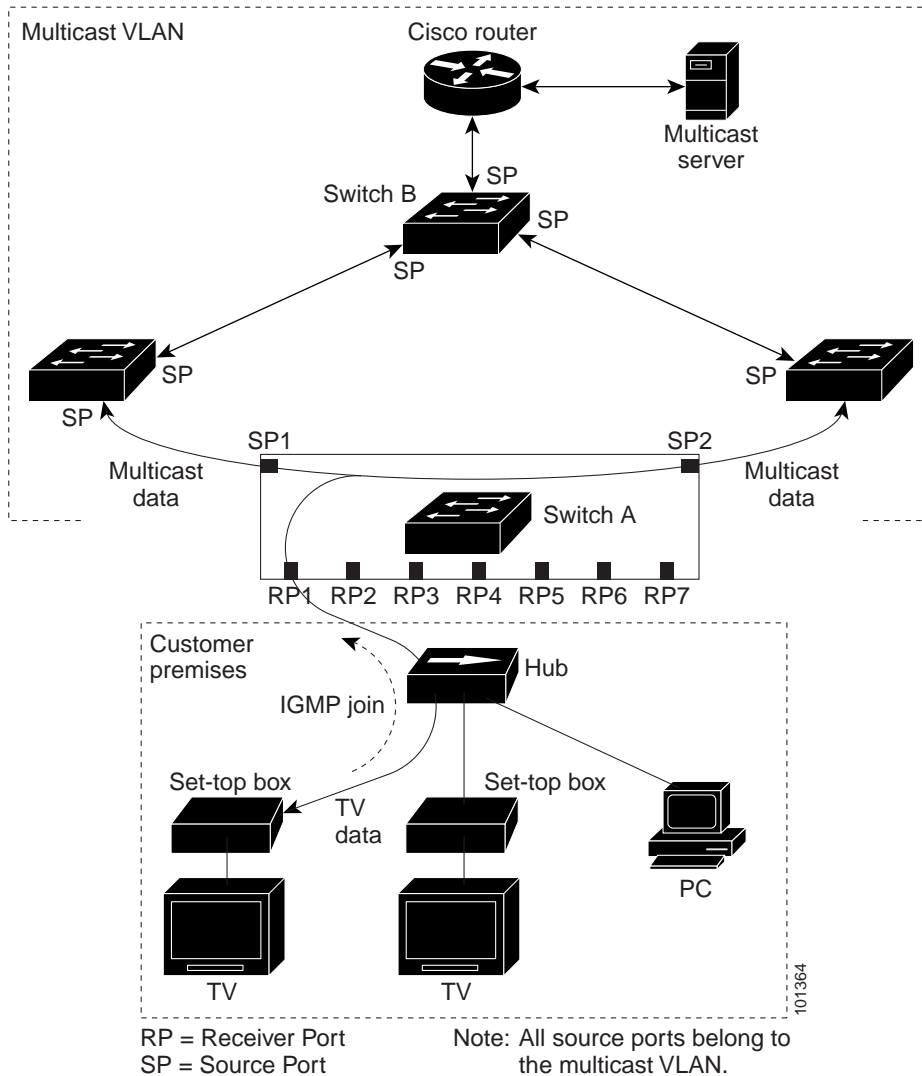 Multicast VLAN
Cisco router
Multicast
server
SP
Switch B
SP
SP
SP
SP
SP
SP1
SP2
Multicast
data
Multicast
data
Switch A
RP1 RP2 RP3 RP4 RP5 RP6 RP7
Customer
premises
Hub
IGMP join
Set-top box
Set-top box
TV
data
PC
TV
TV
101364
RP = Receiver Port
SP = Source Port
Note: All source ports belong to
the multicast VLAN.